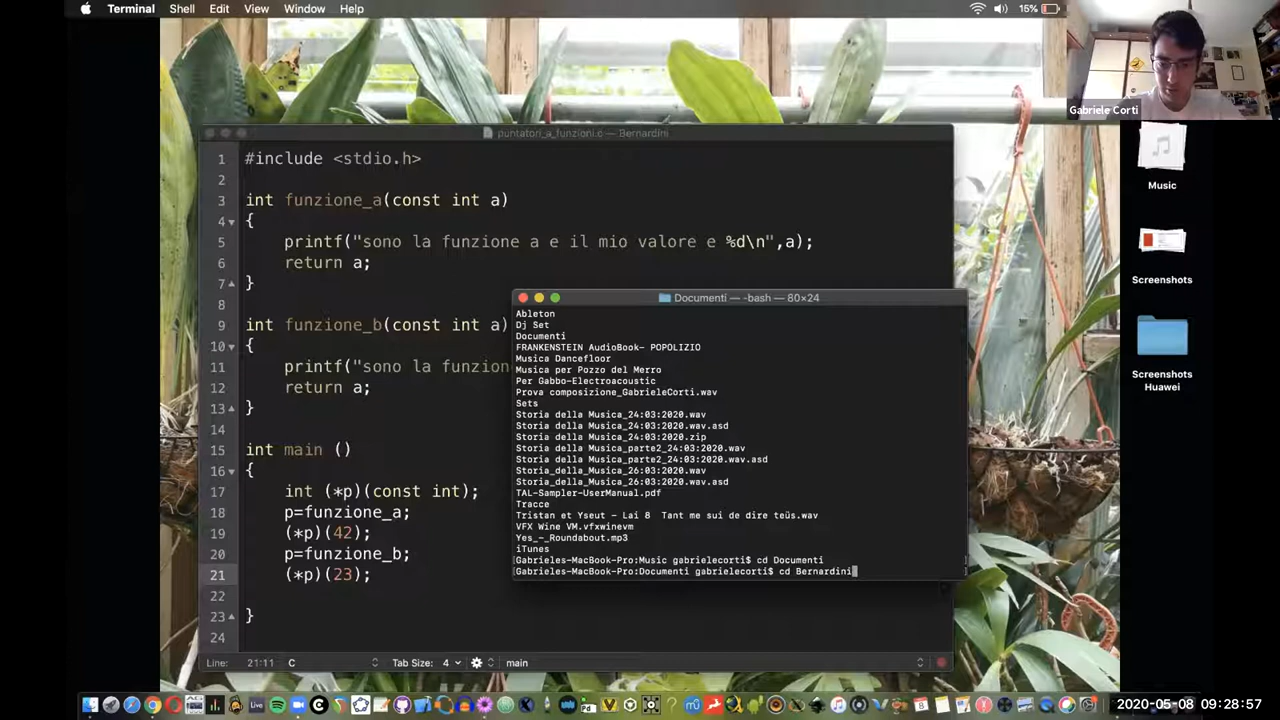 Terminal Shell Edit View Window Help
15%
Gabriele Corti
puntatori_a_funzioni.c — Bernardini
1 #include <stdio.h>
2
3 int funzione_a(const int a)
4 {
5 printf("sono la funzione a e il mio valore e %d\n",a);
6 return a;
7 }
8
9 int funzione_b(const int a)
10 {
11 printf("sono la funzion
12 return a;
13 }
14
15 int main ()
16 {
17 int (*p)(const int);
18 p=funzione_a;
19 (*p)(42);
20 p=funzione_b;
21 (*p)(23);
22
23 }
24
Line: 21:11 C Tab Size: 4 main
Documenti — -bash — 80×24
Ableton
Dj Set
Documenti
FRANKENSTEIN AudioBook- POPOLIZIO
Musica Dancefloor
Musica per Pozzo del Merro
Per Gabbo-Electroacoustic
Prova composizione_GabrieleCorti.wav
Sets
Storia della Musica_24:03:2020.wav
Storia della Musica_24:03:2020.wav.asd
Storia della Musica_24:03:2020.zip
Storia della Musica_parte2_24:03:2020.wav
Storia della Musica_parte2_24:03:2020.wav.asd
Storia_della_Musica_26:03:2020.wav
Storia_della_Musica_26:03:2020.wav.asd
TAL-Sampler-UserManual.pdf
Tracce
Tristan et Yseut - Lai 8  Tant me sui de dire teüs.wav
VFX Wine VM.vfxwinevm
Yes_-_Roundabout.mp3
iTunes
[Gabrieles-MacBook-Pro:Music gabrielecorti$ cd Documenti ]
[Gabrieles-MacBook-Pro:Documenti gabrielecorti$ cd Bernardini ]
Music
Screenshots
Screenshots
Huawei
Live
Pd
2020-05-08 09:28:57